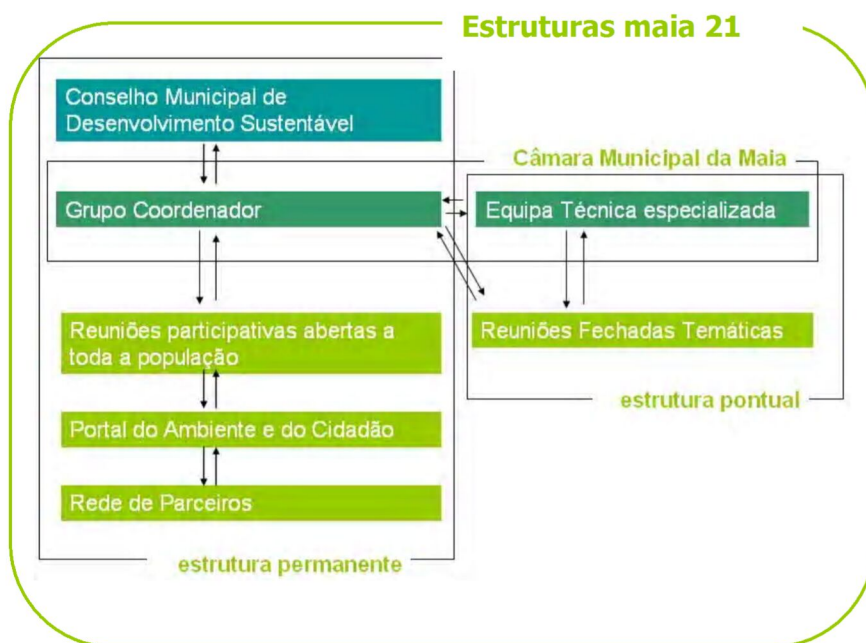 Estruturas maia 21
Conselho Municipal de
Desenvolvimento Sustentável
Câmara Municipal da Maia
Grupo Coordenador
Equipa Técnica especializada
Reuniões participativas abertas a
toda a população
Reuniões Fechadas Temáticas
estrutura pontual
Portal do Ambiente e do Cidadão
Rede de Parceiros
estrutura permanente